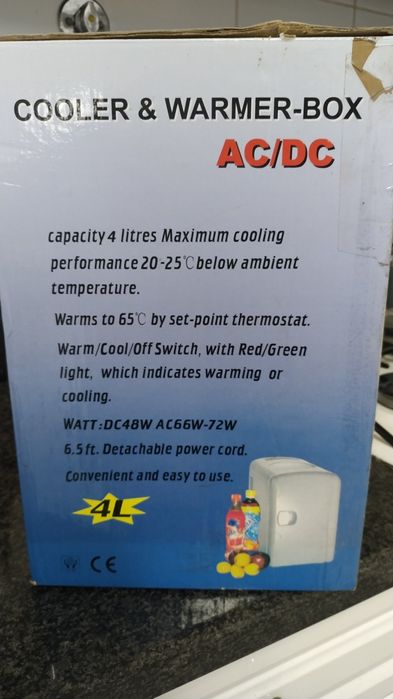 COOLER & WARMER-BOX
AC/DC
capacity 4 litres Maximum cooling
performance 20-25℃ below ambient
temperature.
Warms to 65℃ by set-point thermostat.
Warm/Cool/Off Switch, with Red/Green
light, which indicates warming or
cooling.
WATT:DC48W AC66W-72W
6.5ft. Detachable power cord.
Convenient and easy to use.
4L
CE